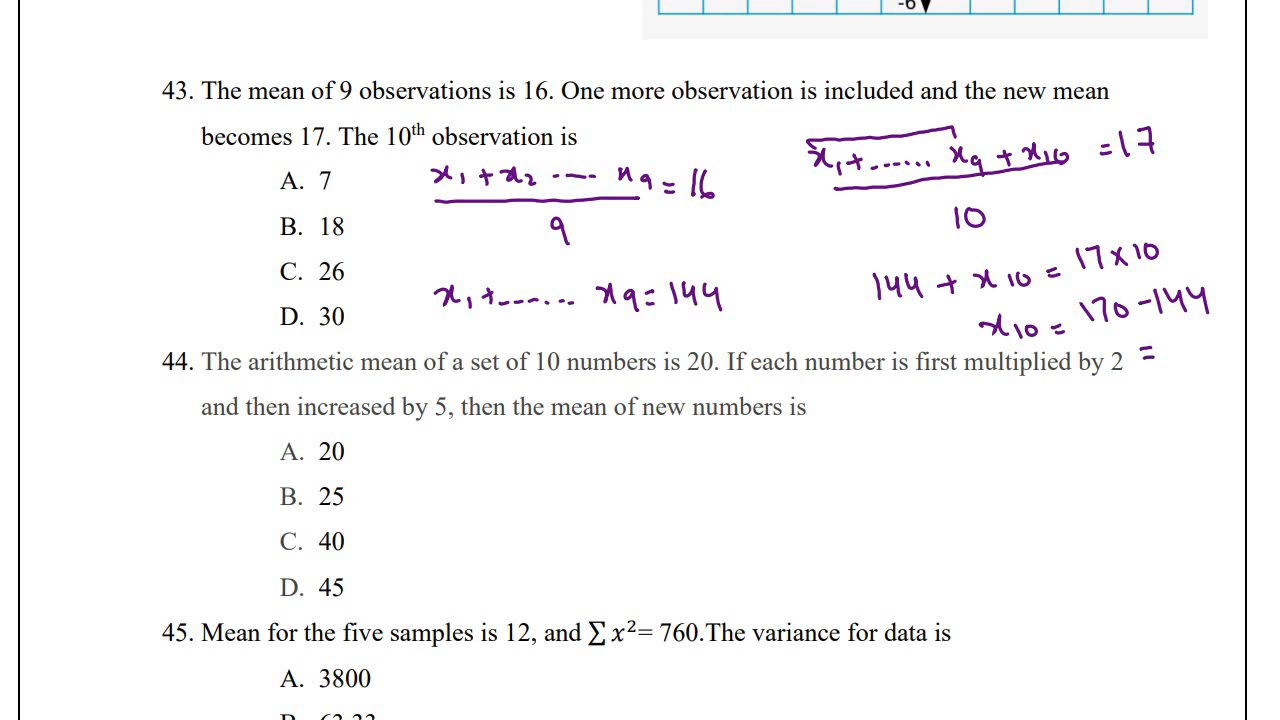 -6
43. The mean of 9 observations is 16. One more observation is included and the new mean
becomes 17. The 10th observation is
A. 7
B. 18
C. 26
D. 30
x₁ + x₂ ---- x₉ = 16
9
x₁ + ------- x₉ = 144
x₁ + ....... x₉ + x₁₀ = 17
10
144 + x₁₀ = 17 × 10
x₁₀ = 170 - 144
=
44. The arithmetic mean of a set of 10 numbers is 20. If each number is first multiplied by 2
and then increased by 5, then the mean of new numbers is
A. 20
B. 25
C. 40
D. 45
45. Mean for the five samples is 12, and ∑x²= 760.The variance for data is
A. 3800